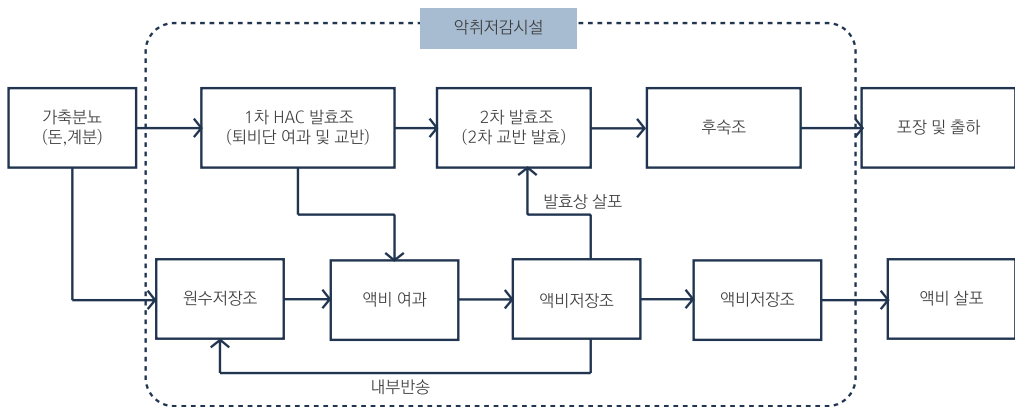 악취저감시설
가축분뇨
(돈,계분)
1차 HAC 발효조
(퇴비단 여과 및 교반)
2차 발효조
(2차 교반 발효)
후숙조
포장 및 출하
발효상 살포
원수저장조
액비 여과
액비저장조
액비저장조
액비 살포
내부반송